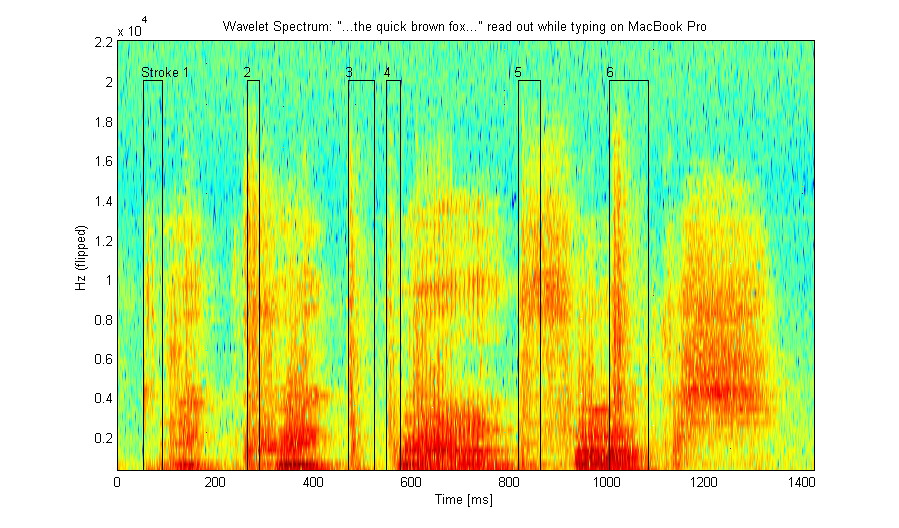 Wavelet Spectrum: "...the quick brown fox..." read out while typing on MacBook Pro
x 10^4
2.2
2
1.8
1.6
1.4
1.2
1
0.8
0.6
0.4
0.2
Hz (flipped)
Stroke 1
2
3
4
5
6
0 200 400 600 800 1000 1200 1400
Time [ms]